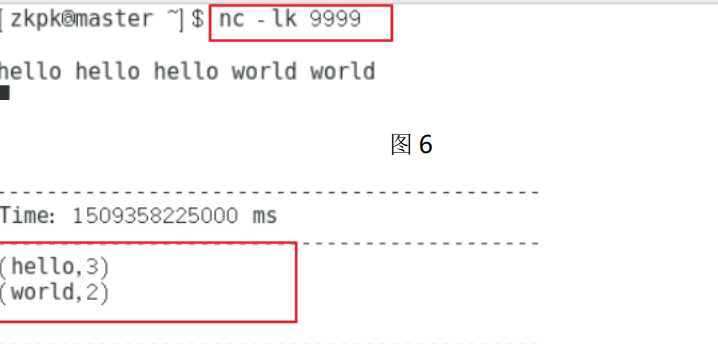 [zkpk@master ~]$ nc -lk 9999
hello hello hello world world
图 6
-------------------------------------------
Time: 1509358225000 ms
-------------------------------------------
(hello,3)
(world,2)
-------------------------------------------